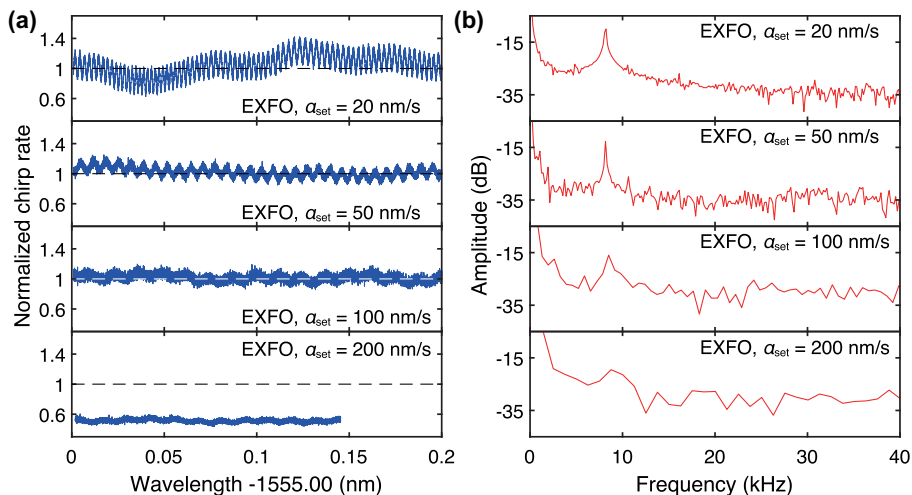 (a)
Normalized chirp rate
1.4
1
0.6
EXFO, αset = 20 nm/s
1.4
1
0.6
EXFO, αset = 50 nm/s
1.4
1
0.6
EXFO, αset = 100 nm/s
1.4
1
0.6
EXFO, αset = 200 nm/s
0 0.05 0.1 0.15 0.2
Wavelength -1555.00 (nm)
(b)
Amplitude (dB)
-15
-35
EXFO, αset = 20 nm/s
-15
-35
EXFO, αset = 50 nm/s
-15
-35
EXFO, αset = 100 nm/s
-15
-35
EXFO, αset = 200 nm/s
0 10 20 30 40
Frequency (kHz)